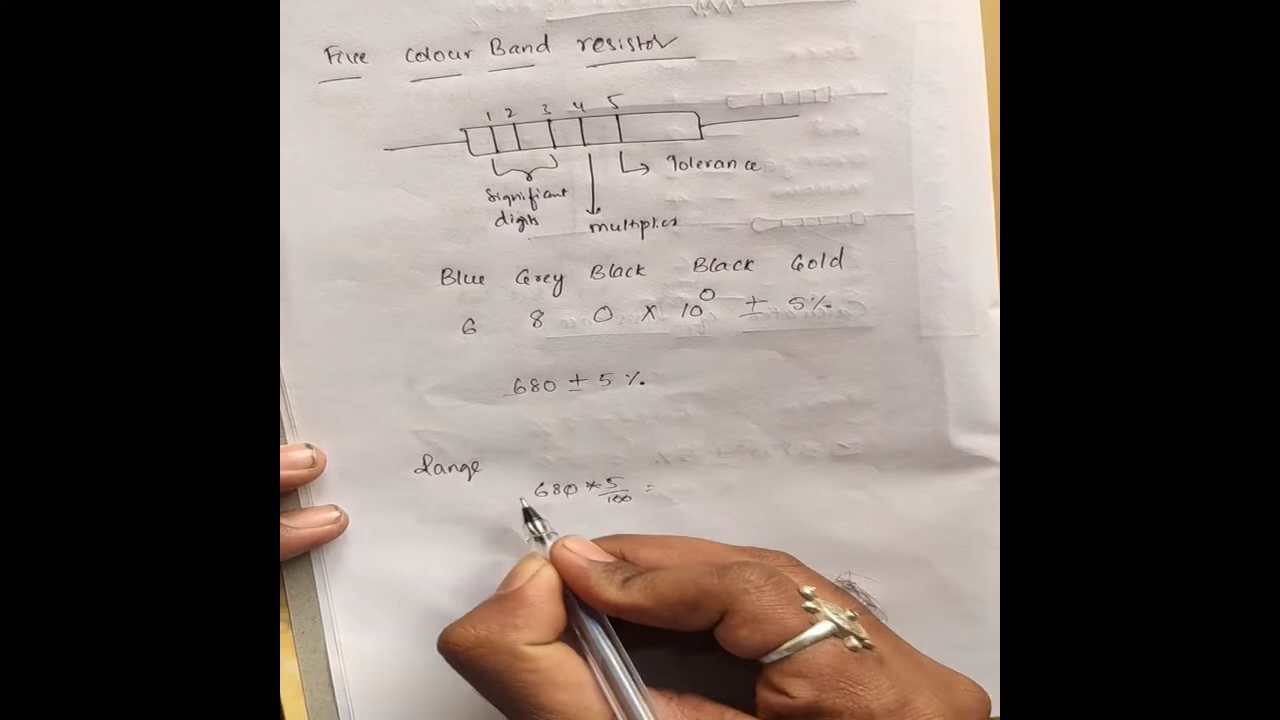 Five Colour Band resistor
1 2 3 4 5
Tolerance
Significant
digits
multiplier
Blue Grey Black Black Gold
6 8 0 x 10⁰ ± 5%
680 ± 5%
Range
680 * 5/100 =